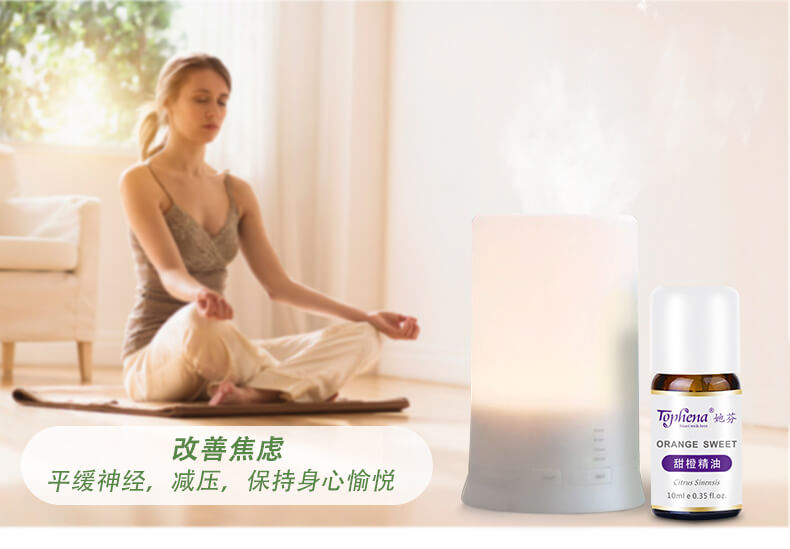 改善焦虑
平缓神经，减压，保持身心愉悦
Tophena® 她芬
ORANGE SWEET
甜橙精油
Citrus Sinensis
10ml e 0.35 fl.oz.